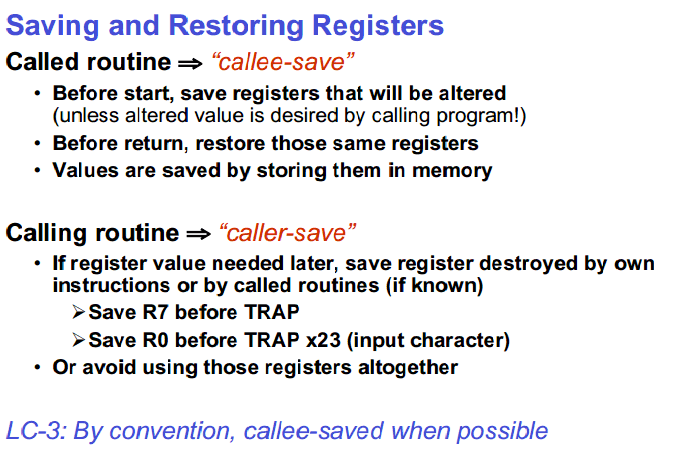 Saving and Restoring Registers
Called routine ⇒ “callee-save”
• Before start, save registers that will be altered
(unless altered value is desired by calling program!)
• Before return, restore those same registers
• Values are saved by storing them in memory
Calling routine ⇒ “caller-save”
• If register value needed later, save register destroyed by own
instructions or by called routines (if known)
➢Save R7 before TRAP
➢Save R0 before TRAP x23 (input character)
• Or avoid using those registers altogether
LC-3: By convention, callee-saved when possible